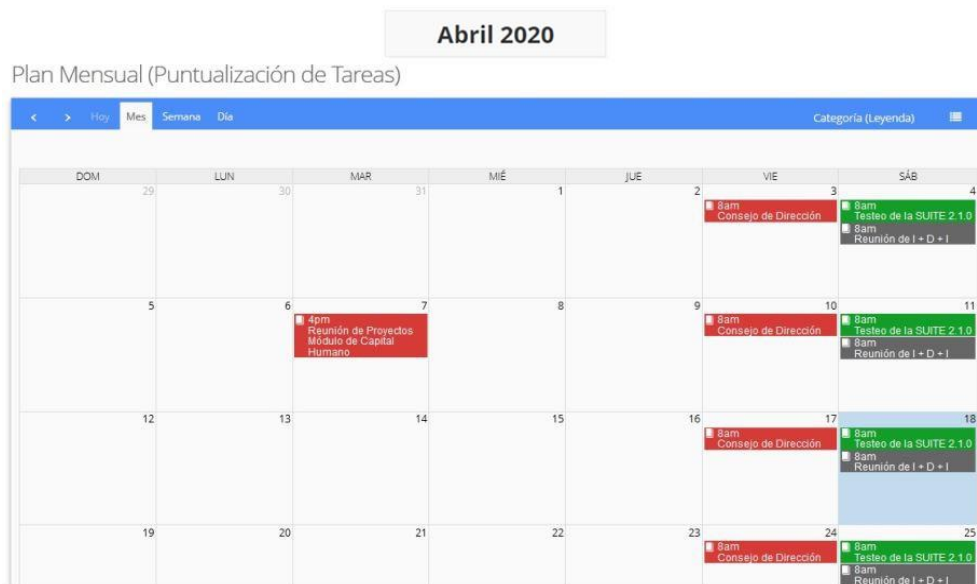 Abril 2020
Plan Mensual (Puntualización de Tareas)
< > Hoy Mes Semana Día Categoría (Leyenda)
DOM LUN MAR MIÉ JUE VIE SÁB
29 30 31 1 2 3 4
8am
Consejo de Dirección
8am
Testeo de la SUITE 2.1.0
8am
Reunión de I + D + I
5 6 7 8 9 10 11
4pm
Reunión de Proyectos
Módulo de Capital
Humano
8am
Consejo de Dirección
8am
Testeo de la SUITE 2.1.0
8am
Reunión de I + D + I
12 13 14 15 16 17 18
8am
Consejo de Dirección
8am
Testeo de la SUITE 2.1.0
8am
Reunión de I + D + I
19 20 21 22 23 24 25
8am
Consejo de Dirección
8am
Testeo de la SUITE 2.1.0
8am
Reunión de I + D + I